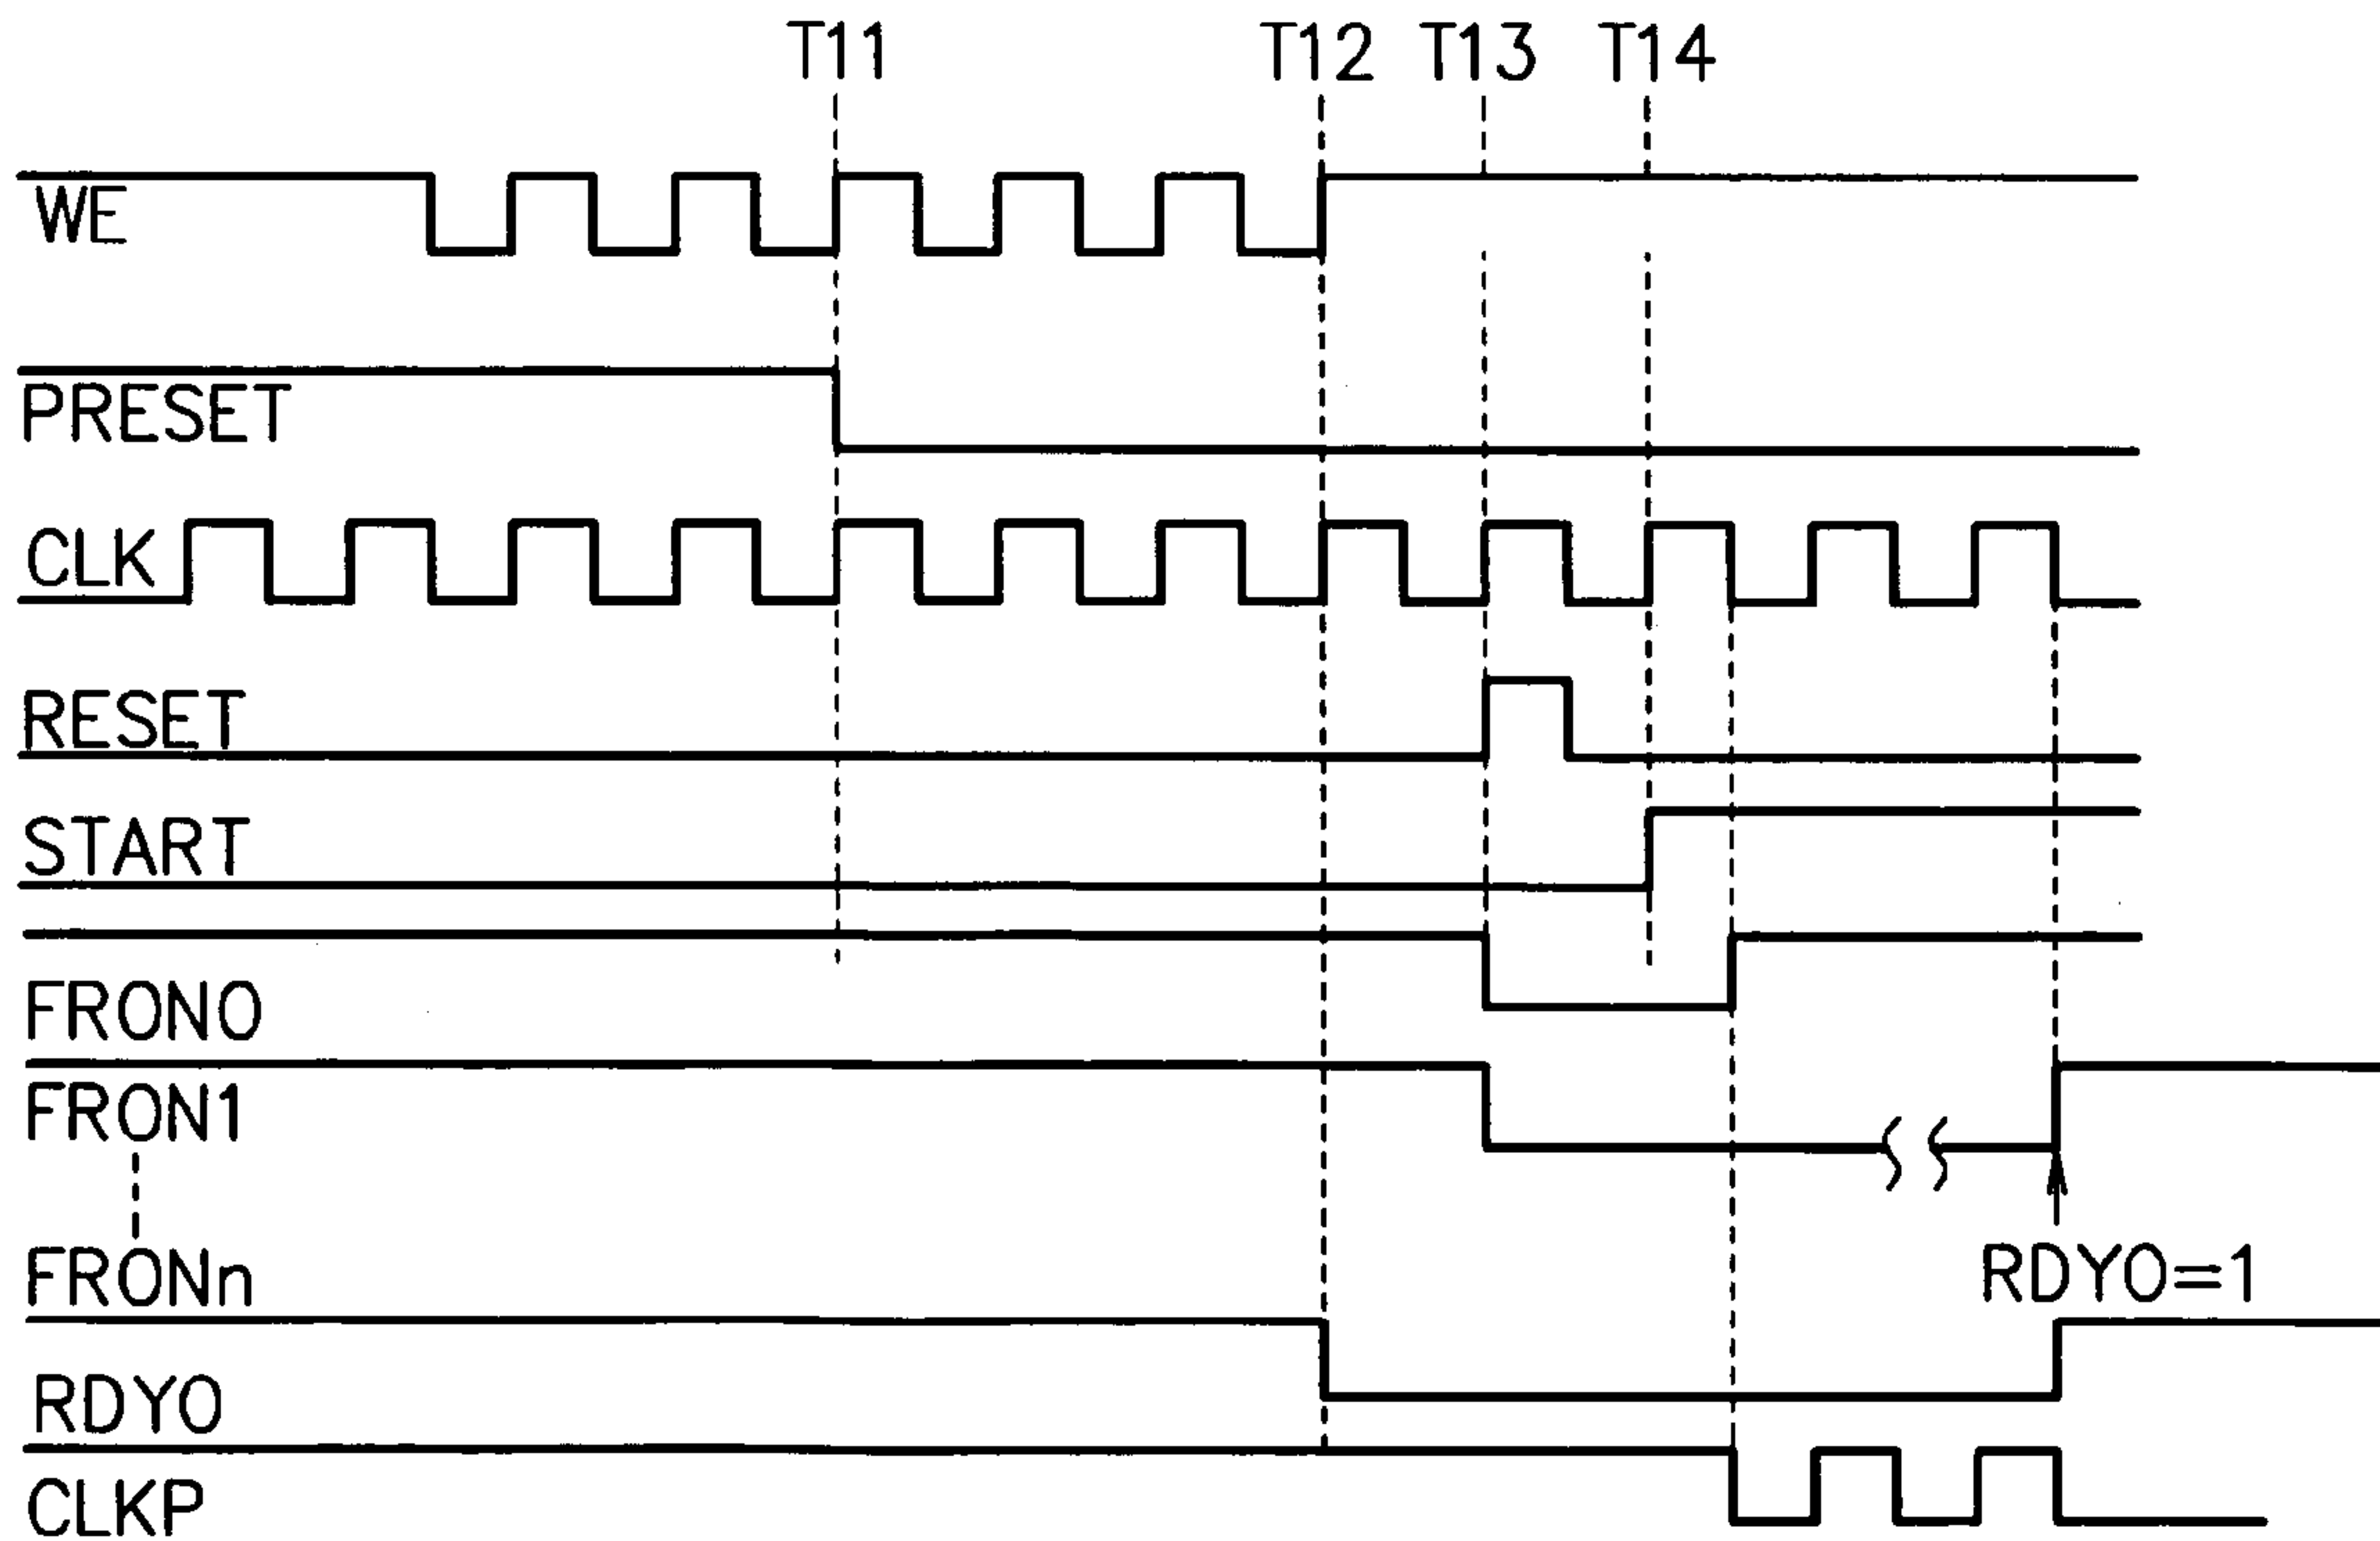 T11 T12 T13 T14
WE
PRESET
CLK
RESET
START
FRON0
FRON1
FRONn
RDY0=1
RDY0
CLKP